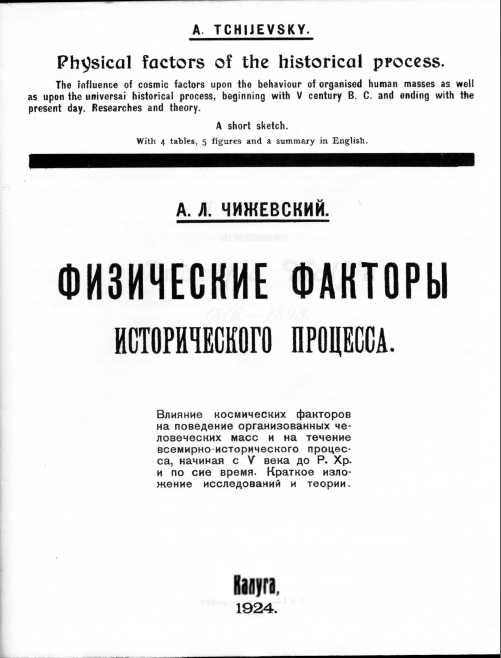 A. TCHIJEVSKY.
Physical factors of the historical process.
The influence of cosmic factors upon the behaviour of organised human masses as well
as upon the universai historical process, beginning with V century B. C. and ending with the
present day. Researches and theory.
A short sketch.
With 4 tables, 5 figures and a summary in English.
А. Л. ЧИЖЕВСКИЙ.
ФИЗИЧЕСКИЕ ФАКТОРЫ
ИСТОРИЧЕСКОГО ПРОЦЕССА.
Влияние космических факторов
на поведение организованных че-
ловеческих масс и на течение
всемирно-исторического процес-
са, начиная с V века до Р. Хр.
и по сие время. Краткое изло-
жение исследований и теории.
Калуга,
1924.